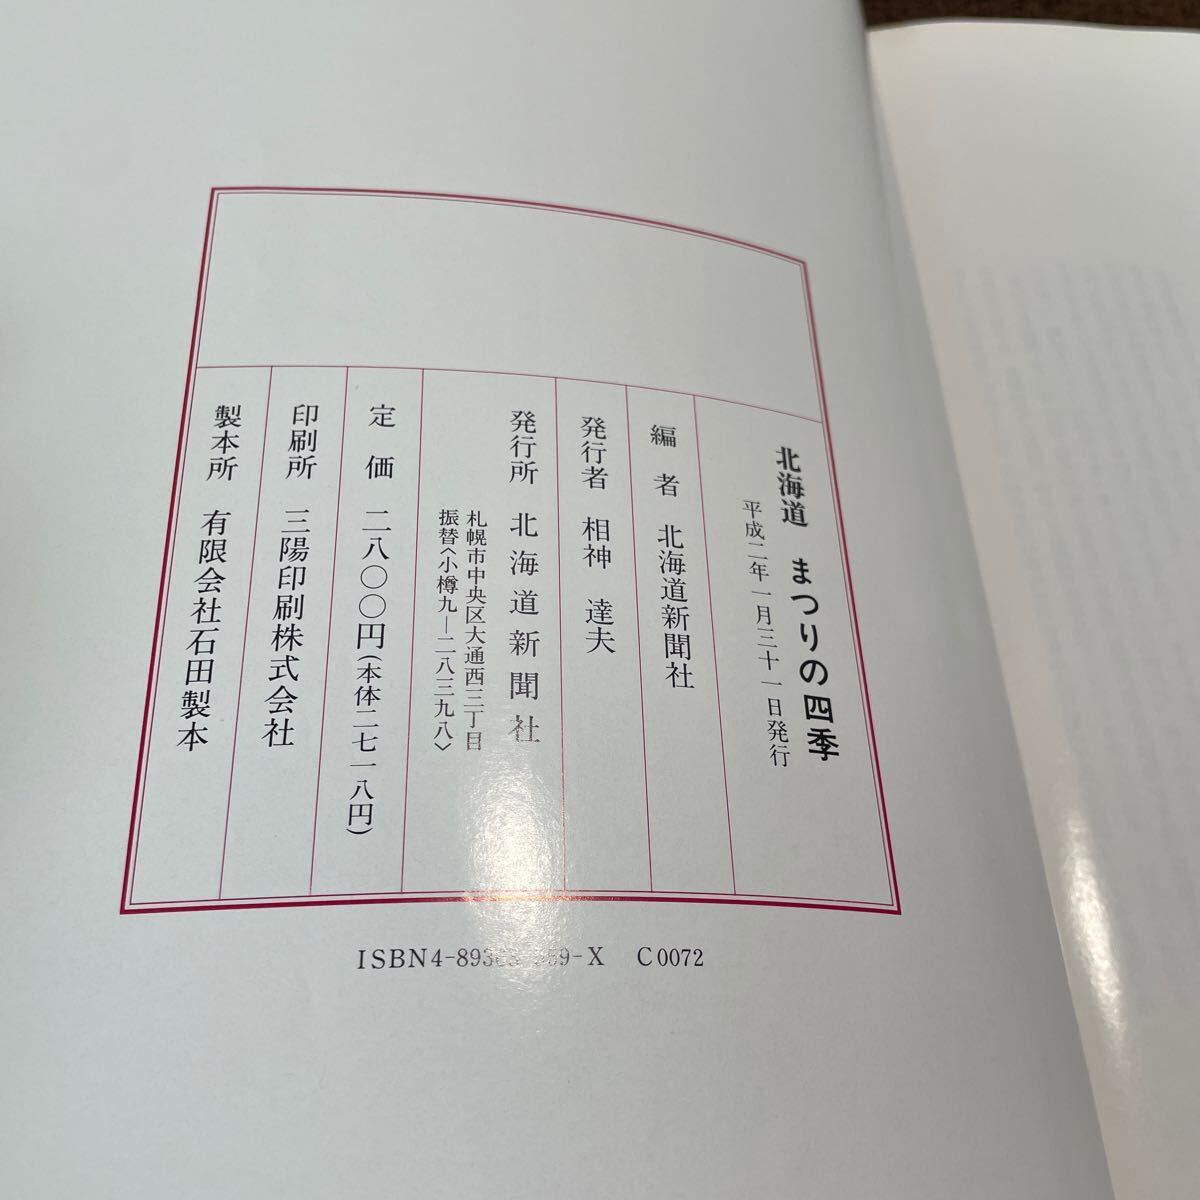 北海道 まつりの四季
平成二年一月三十一日発行
編者 北海道新聞社
発行者 相神 達夫
発行所 北海道新聞社
札幌市中央区大通西三丁目
振替〈小樽九―二八三九八〉
定価 二八〇〇円(本体二七一八円)
印刷所 三陽印刷株式会社
製本所 有限会社石田製本
C0072